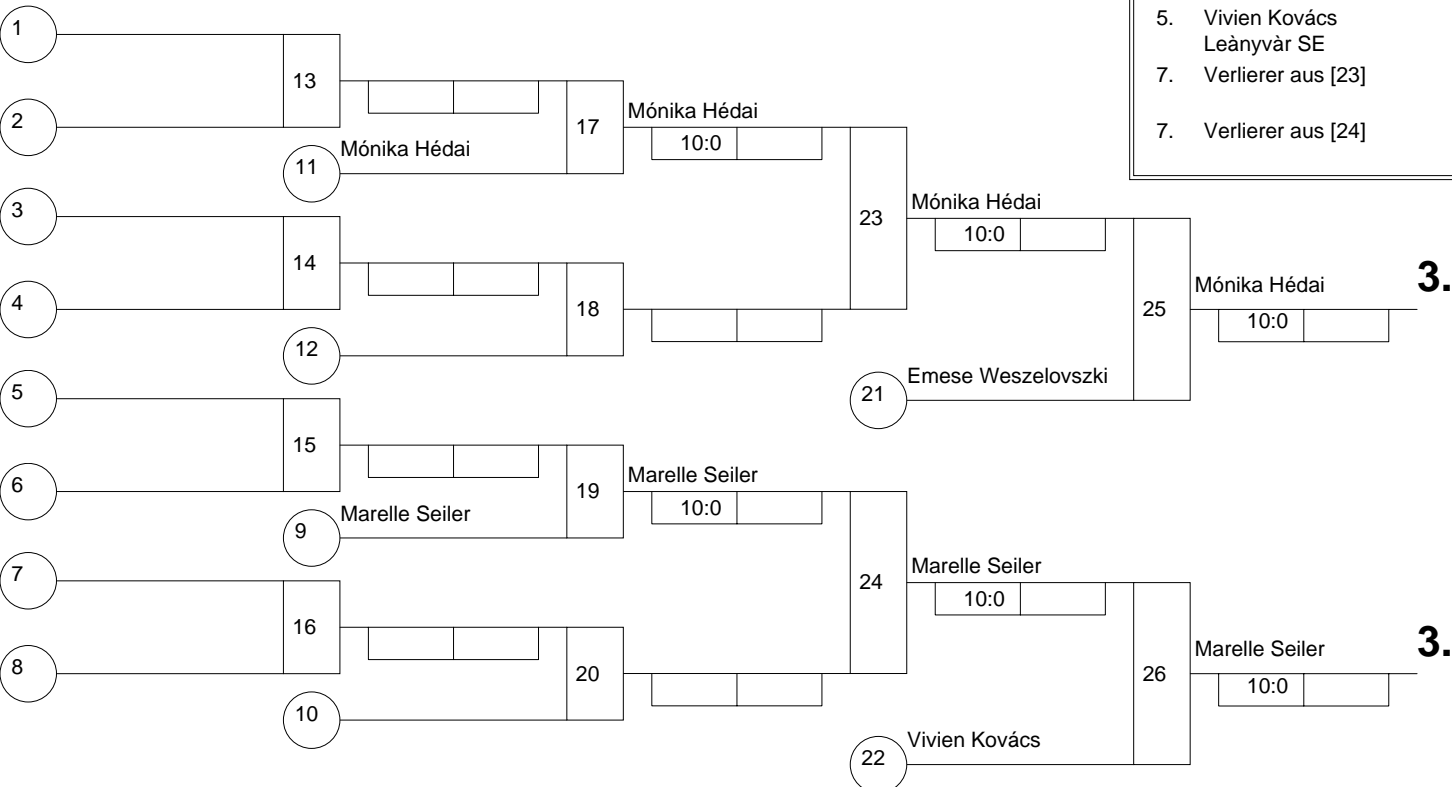 1
5. Vivien Kovács
Leànyvàr SE
13
7. Verlierer aus [23]
2
17
Mónika Hédai
10:0
7. Verlierer aus [24]
11
Mónika Hédai
3
23
Mónika Hédai
10:0
14
Mónika Hédai
3.
10:0
4
18
25
12
5
21
Emese Weszelovszki
15
6
19
Marelle Seiler
10:0
9
Marelle Seiler
7
24
Marelle Seiler
10:0
16
Marelle Seiler
3.
10:0
8
20
26
10
22
Vivien Kovács